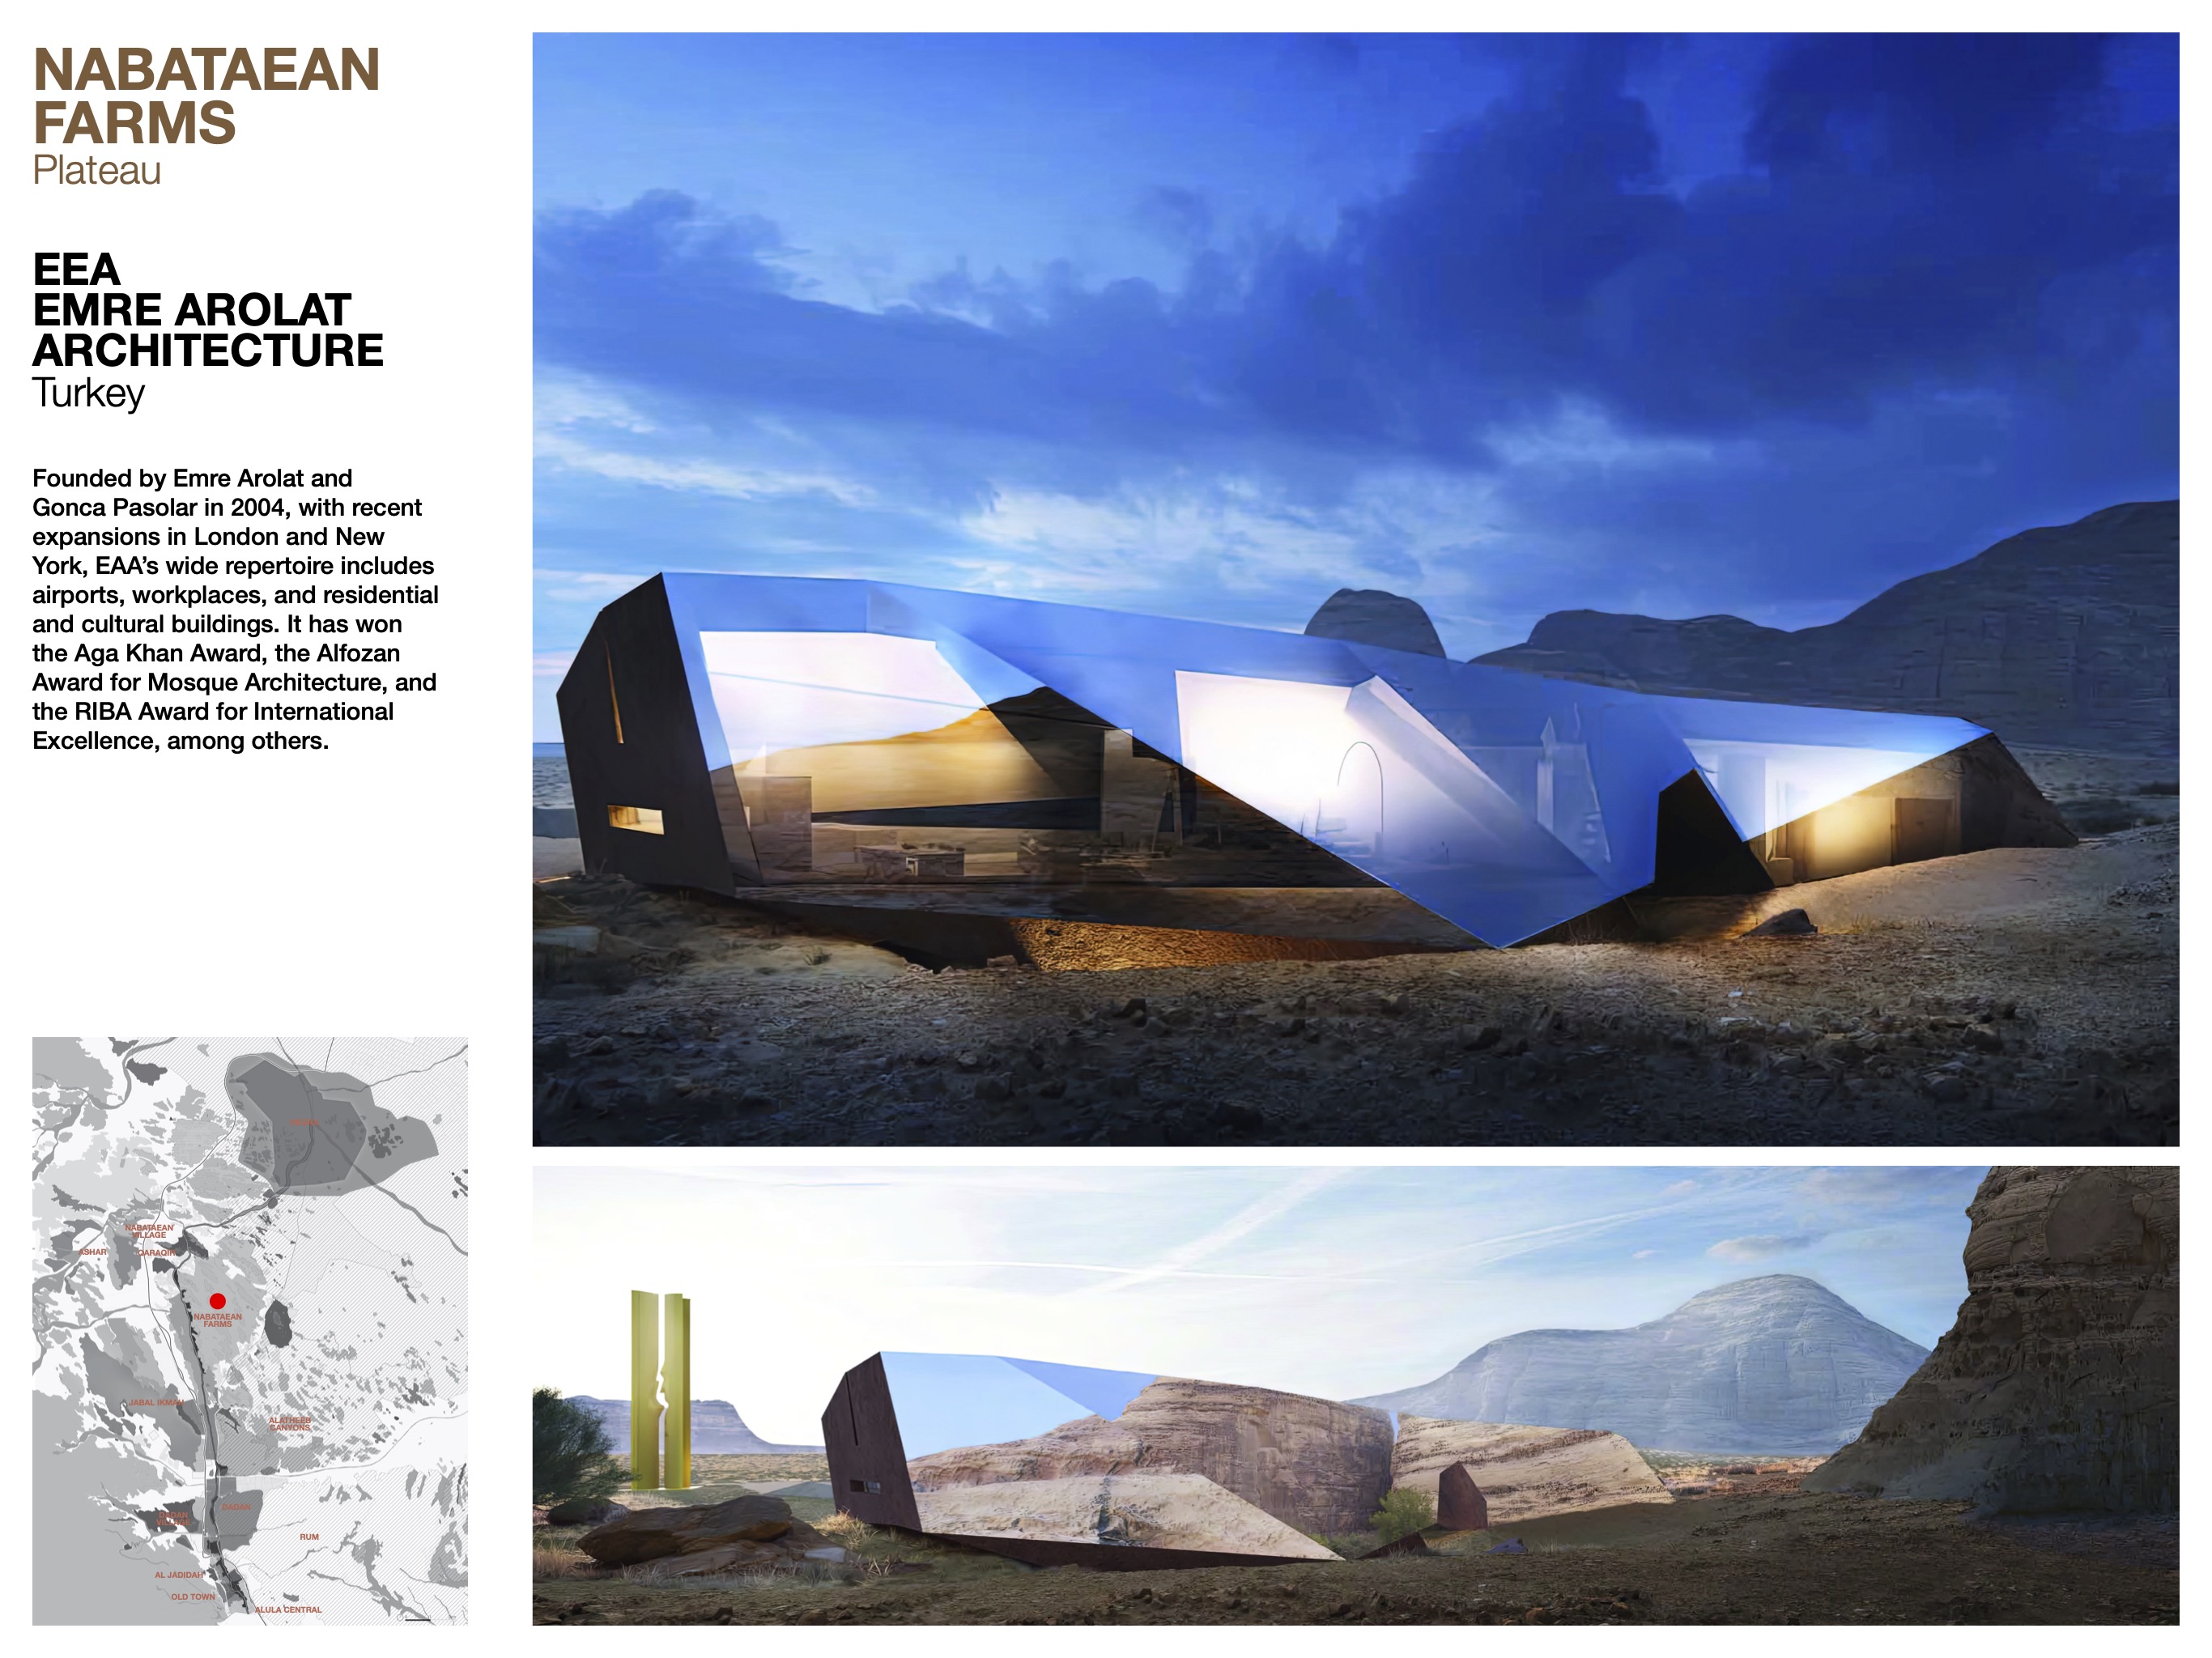 NABATAEAN
FARMS
Plateau
EEA
EMRE AROLAT
ARCHITECTURE
Turkey
Founded by Emre Arolat and
Gonca Pasolar in 2004, with recent
expansions in London and New
York, EAA’s wide repertoire includes
airports, workplaces, and residential
and cultural buildings. It has won
the Aga Khan Award, the Alfozan
Award for Mosque Architecture, and
the RIBA Award for International
Excellence, among others.
NABATAEAN
VILLAGE
ASHAR
QARAQIR
NABATAEAN
FARMS
JABAL IKMAH
ALATHEEB
CANYONS
DADAN
RUM
AL JADIDAH
OLD TOWN
ALULA CENTRAL